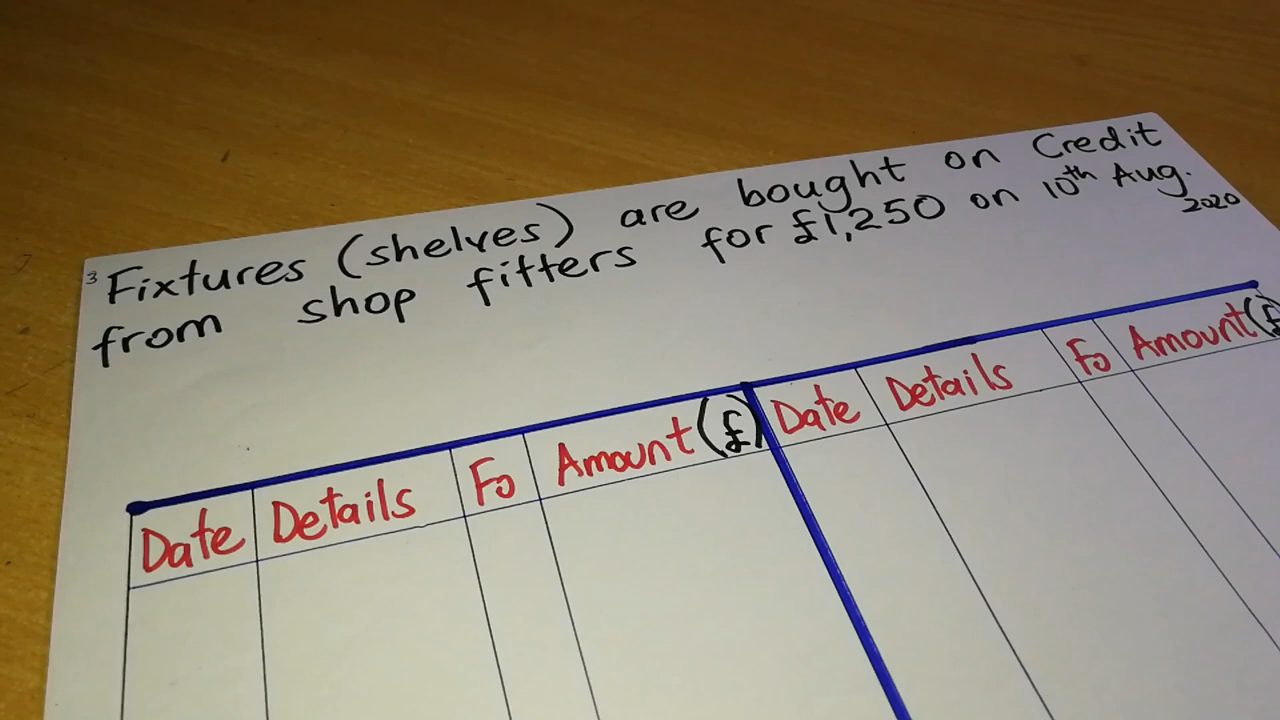 3 Fixtures (shelves) are bought on Credit
from shop fitters for £1,250 on 10th Aug. 2020
Date Details Fo Amount(£) Date Details Fo Amount(£